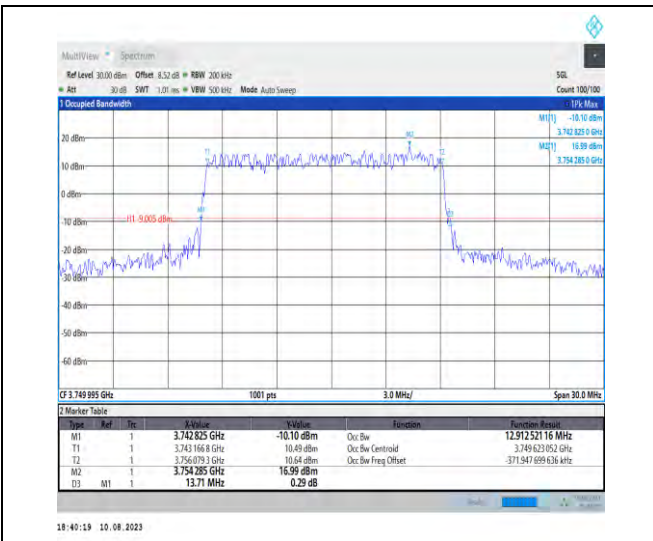 MultiView Spectrum
Ref Level 30.00 dBm Offset 8.52 dB RBW 200 kHz SGL
Att 30 dB SWT 1.01 ms VBW 500 kHz Mode Auto Sweep Count 100/100
1 Occupied Bandwidth 1Pk Max
M1[1] -10.10 dBm
3.742 825 0 GHz
20 dBm M2 M2[1] 16.99 dBm
T1 T2 3.754 285 0 GHz
10 dBm
0 dBm
M1
-10 dBm H1 -9.005 dBm
-20 dBm
-30 dBm
-40 dBm
-50 dBm
-60 dBm
CF 3.749 995 GHz 1001 pts 3.0 MHz/ Span 30.0 MHz
2 Marker Table
Type Ref Trc X-Value Y-Value Function Function Result
M1 1 3.742 825 GHz -10.10 dBm Occ Bw 12.912 521 16 MHz
T1 1 3.743 166 8 GHz 10.49 dBm Occ Bw Centroid 3.749 623 052 GHz
T2 1 3.756 079 3 GHz 10.64 dBm Occ Bw Freq Offset -371.947 699 636 kHz
M2 1 3.754 285 GHz 16.99 dBm
D3 M1 1 13.71 MHz 0.29 dB
18:40:19 10.08.2023